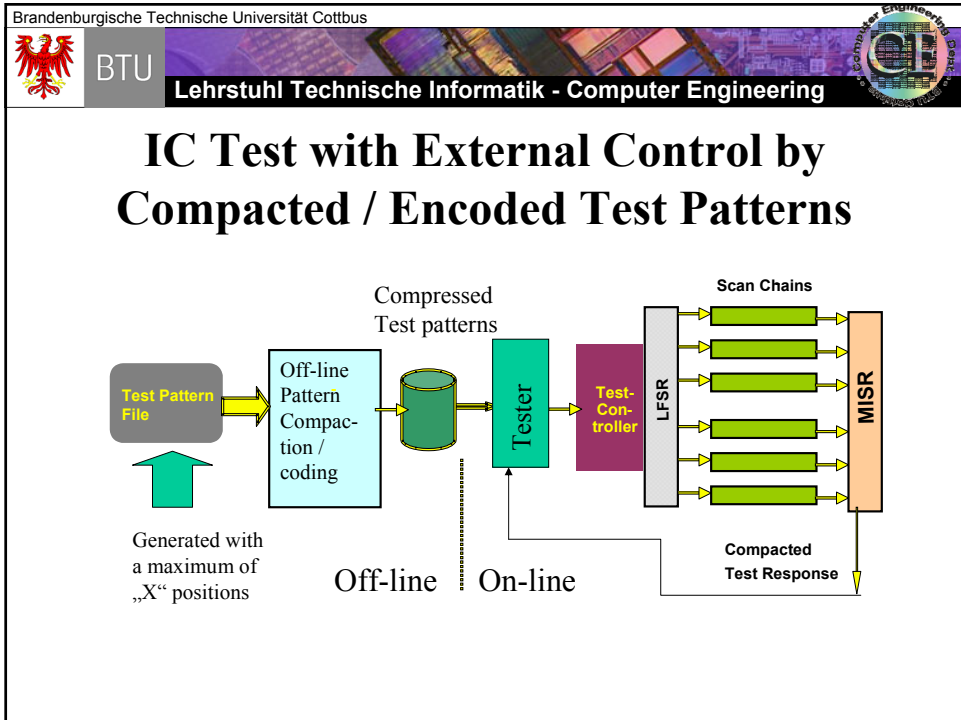 Brandenburgische Technische Universität Cottbus
BTU
Lehrstuhl Technische Informatik - Computer Engineering
IC Test with External Control by
Compacted / Encoded Test Patterns
Compressed
Test patterns
Scan Chains
Test Pattern
File
Off-line
Pattern
Compac-
tion /
coding
Tester
Test-
Con-
troller
LFSR
MISR
Generated with
a maximum of
„X“ positions
Off-line
On-line
Compacted
Test Response